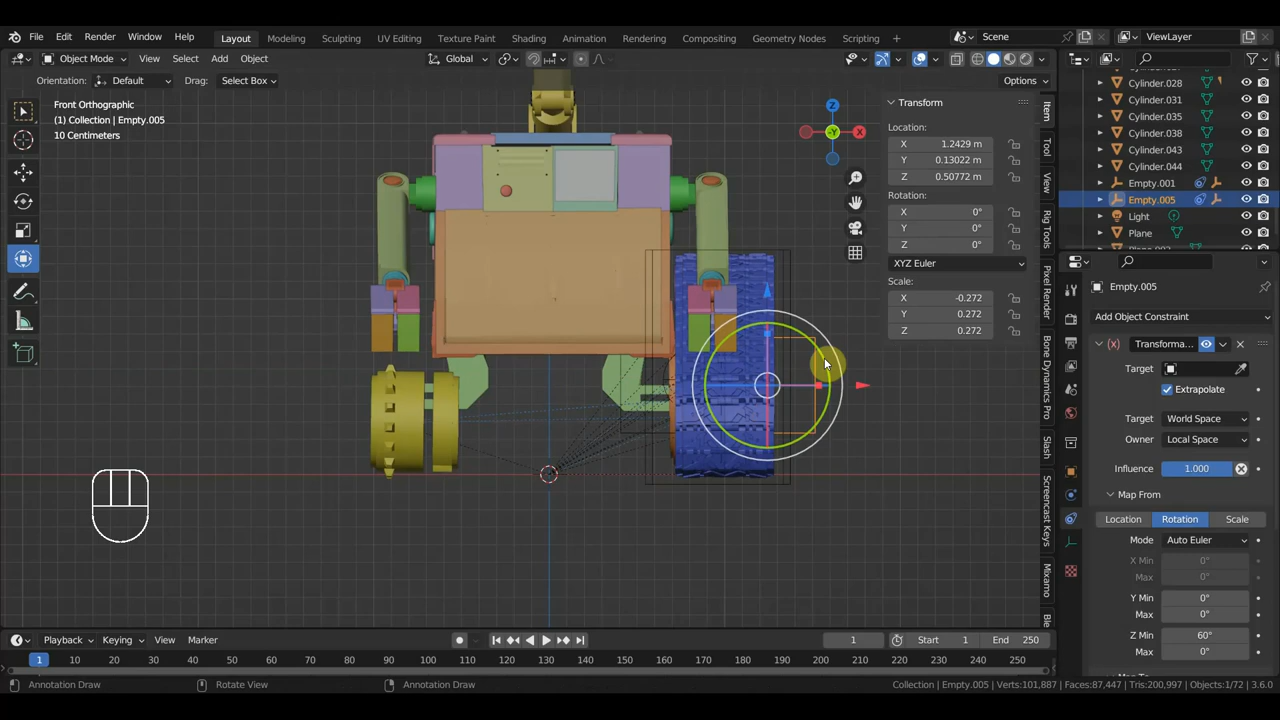 File Edit Render Window Help Layout Modeling Sculpting UV Editing Texture Paint Shading Animation Rendering Compositing Geometry Nodes Scripting + Scene ViewLayer
Object Mode View Select Add Object Global
Orientation: Default Drag: Select Box Options
Front Orthographic
(1) Collection | Empty.005
10 Centimeters
Z
X
-Y
Transform
Location:
X 1.2429 m
Y 0.13022 m
Z 0.50772 m
Rotation:
X 0°
Y 0°
Z 0°
XYZ Euler
Scale:
X -0.272
Y 0.272
Z 0.272
Item
Tool
View
Rig Tools
Pixel Render
Bone Dynamics Pro
Slash
Screencast Keys
Mixamo
Cylinder.028
Cylinder.031
Cylinder.035
Cylinder.038
Cylinder.043
Cylinder.044
Empty.001
Empty.005
Light
Plane
Empty.005
Add Object Constraint
Transforma...
Target
Extrapolate
Target World Space
Owner Local Space
Influence 1.000
Map From
Location Rotation Scale
Mode Auto Euler
X Min 0°
Max 0°
Y Min 0°
Max 0°
Z Min 60°
Max 0°
Playback Keying View Marker 1 Start 1 End 250
1 10 20 30 40 50 60 70 80 90 100 110 120 130 140 150 160 170 180 190 200 210 220 230 240 250
Annotation Draw Rotate View Annotation Draw Collection | Empty.005 | Verts:101,887 | Faces:87,447 | Tris:200,997 | Objects:1/72 | 3.6.0